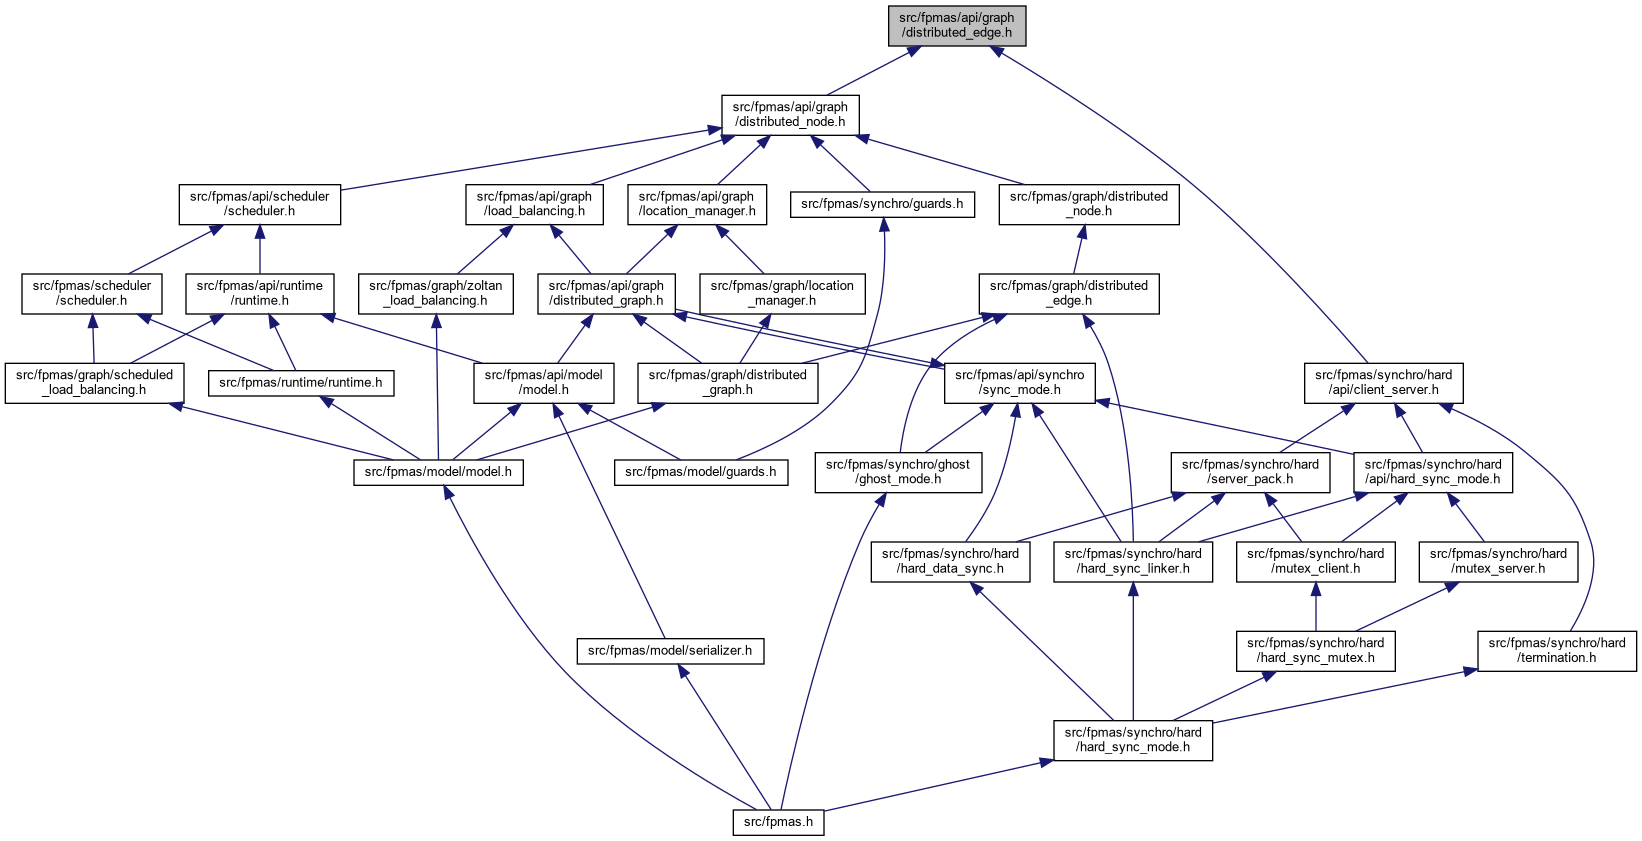 src/fpmas/api/graph
/distributed_edge.h
src/fpmas/api/graph
/distributed_node.h
src/fpmas/api/scheduler
/scheduler.h
src/fpmas/api/graph
/load_balancing.h
src/fpmas/api/graph
/location_manager.h
src/fpmas/synchro/guards.h
src/fpmas/graph/distributed
_node.h
src/fpmas/scheduler
/scheduler.h
src/fpmas/api/runtime
/runtime.h
src/fpmas/graph/zoltan
_load_balancing.h
src/fpmas/api/graph
/distributed_graph.h
src/fpmas/graph/location
_manager.h
src/fpmas/graph/distributed
_edge.h
src/fpmas/graph/scheduled
_load_balancing.h
src/fpmas/runtime/runtime.h
src/fpmas/api/model
/model.h
src/fpmas/graph/distributed
_graph.h
src/fpmas/api/synchro
/sync_mode.h
src/fpmas/synchro/hard
/api/client_server.h
src/fpmas/model/model.h
src/fpmas/model/guards.h
src/fpmas/synchro/ghost
/ghost_mode.h
src/fpmas/synchro/hard
/server_pack.h
src/fpmas/synchro/hard
/api/hard_sync_mode.h
src/fpmas/synchro/hard
/hard_data_sync.h
src/fpmas/synchro/hard
/hard_sync_linker.h
src/fpmas/synchro/hard
/mutex_client.h
src/fpmas/synchro/hard
/mutex_server.h
src/fpmas/model/serializer.h
src/fpmas/synchro/hard
/hard_sync_mutex.h
src/fpmas/synchro/hard
/termination.h
src/fpmas/synchro/hard
/hard_sync_mode.h
src/fpmas.h